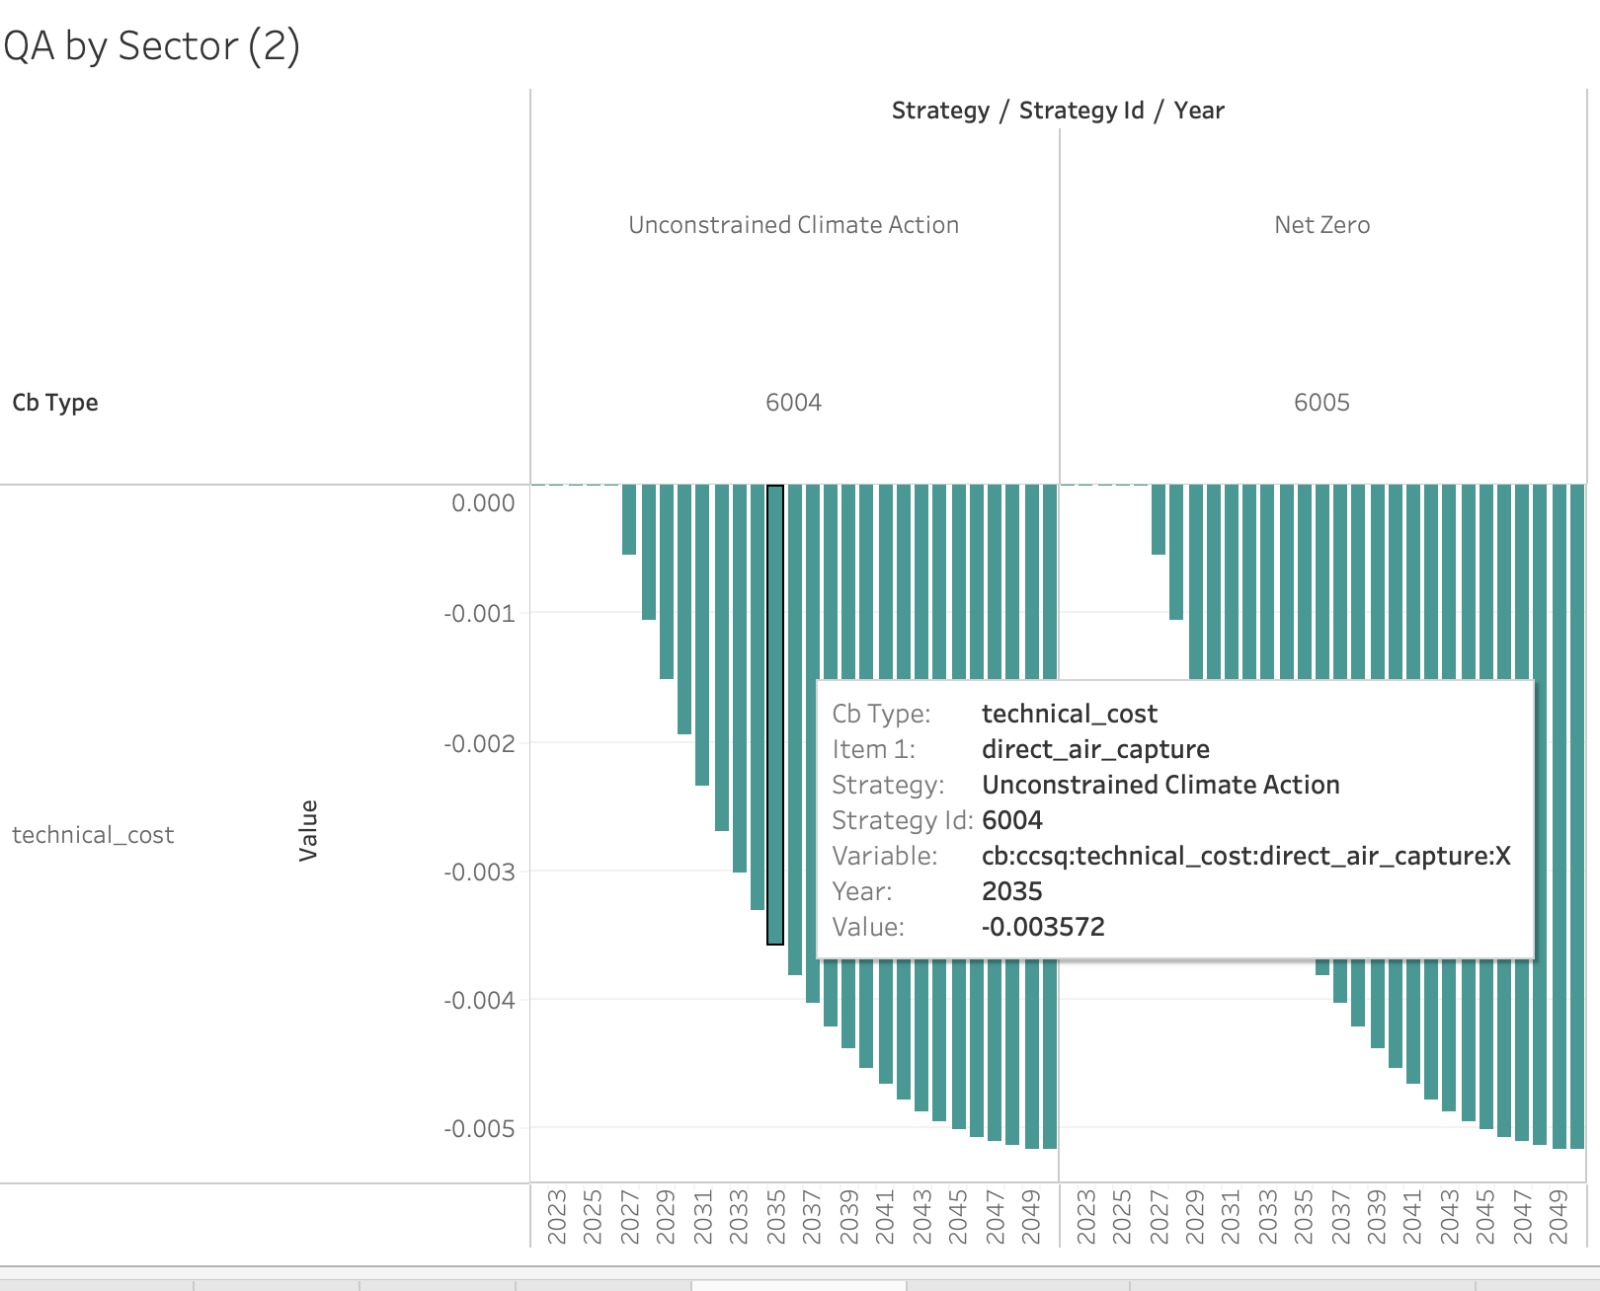 QA by Sector (2)
Strategy / Strategy Id / Year
Unconstrained Climate Action
Net Zero
Cb Type
6004
6005
technical_cost
Value
0.000
-0.001
-0.002
-0.003
-0.004
-0.005
Cb Type: technical_cost
Item 1: direct_air_capture
Strategy: Unconstrained Climate Action
Strategy Id: 6004
Variable: cb:ccsq:technical_cost:direct_air_capture:X
Year: 2035
Value: -0.003572
2023 2025 2027 2029 2031 2033 2035 2037 2039 2041 2043 2045 2047 2049
2023 2025 2027 2029 2031 2033 2035 2037 2039 2041 2043 2045 2047 2049